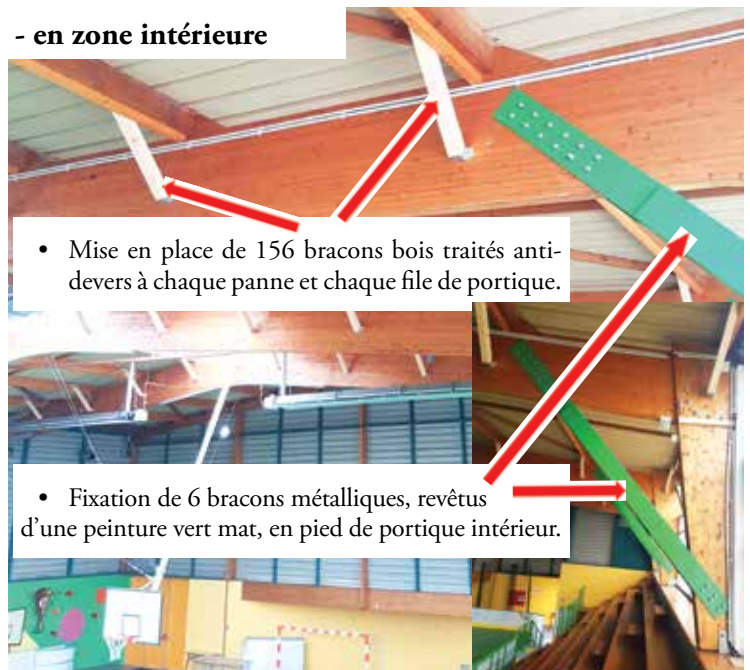 - en zone intérieure
• Mise en place de 156 bracons bois traités anti-
devers à chaque panne et chaque file de portique.
• Fixation de 6 bracons métalliques, revêtus
d'une peinture vert mat, en pied de portique intérieur.